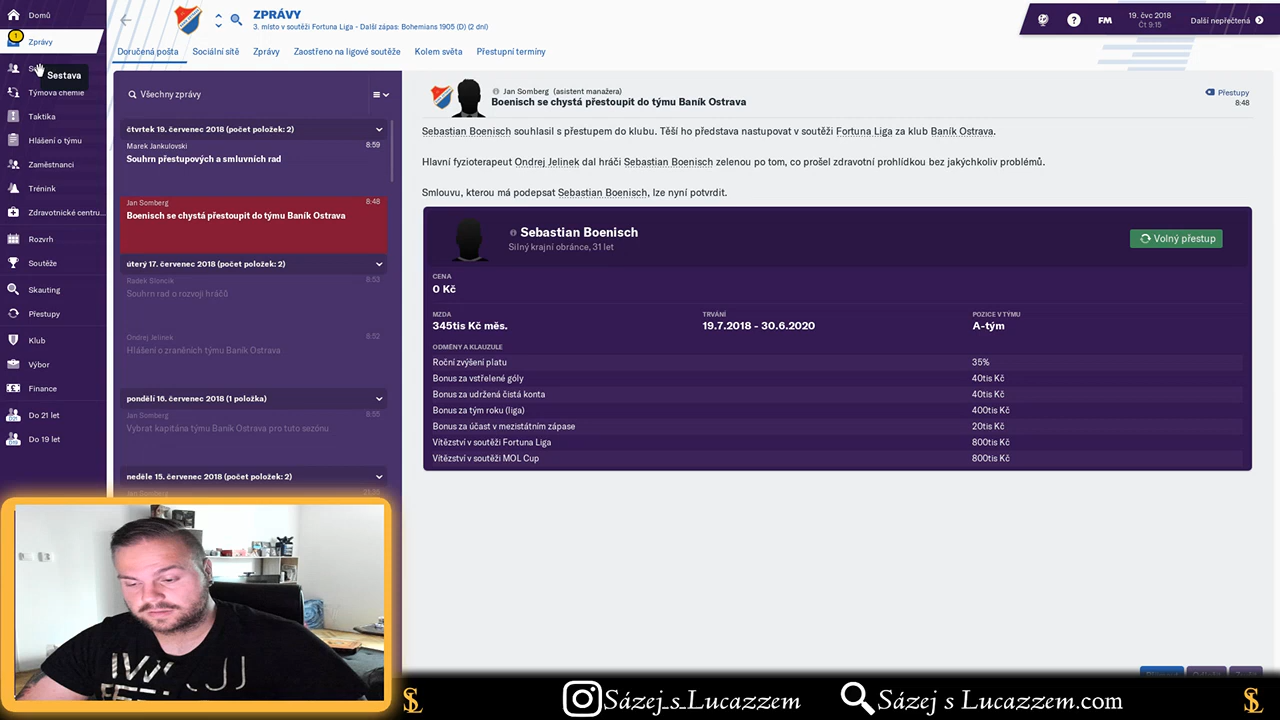 Domů
Zprávy
Sestava
Týmová chemie
Taktika
Hlášení o týmu
Zaměstnanci
Trénink
Zdravotnické centru...
Rozvrh
Soutěže
Skauting
Přestupy
Klub
Výbor
Finance
Do 21 let
Do 19 let
ZPRÁVY
3. místo v soutěži Fortuna Liga - Další zápas: Bohemians 1905 (D) (2 dni)
FM
19. čvc 2018
Čt 9.15
Další nepřečtená
Doručená pošta
Sociální sítě
Zprávy
Zaostřeno na ligové soutěže
Kolem světa
Přestupní termíny
Všechny zprávy
čtvrtek 19. červenec 2018 (počet položek: 2)
Marek Jankulovski 8:59
Souhrn přestupových a smluvních rad
Jan Somberg 8:48
Boenisch se chystá přestoupit do týmu Baník Ostrava
úterý 17. červenec 2018 (počet položek: 2)
Radek Slončík 8:53
Souhrn rad o rozvoji hráčů
Ondrej Jelinek 8:52
Hlášení o zraněních týmu Baník Ostrava
pondělí 16. červenec 2018 (1 položka)
Jan Somberg 8:55
Vybrat kapitána týmu Baník Ostrava pro tuto sezónu
neděle 15. červenec 2018 (počet položek: 2)
Jan Somberg
Jan Somberg (asistent manažera)
Boenisch se chystá přestoupit do týmu Baník Ostrava
Přestupy
8:48
Sebastian Boenisch souhlasil s přestupem do klubu. Těší ho představa nastupovat v soutěži Fortuna Liga za klub Baník Ostrava.
Hlavní fyzioterapeut Ondrej Jelinek dal hráči Sebastian Boenisch zelenou po tom, co prošel zdravotní prohlídkou bez jakýchkoliv problémů.
Smlouvu, kterou má podepsat Sebastian Boenisch, lze nyní potvrdit.
Sebastian Boenisch
Silný krajní obránce, 31 let
Volný přestup
CENA
0 Kč
MZDA TRVÁNÍ POZICE V TÝMU
345tis Kč měs. 19.7.2018 - 30.6.2020 A-tým
ODMĚNY A KLAUZULE
Roční zvýšení platu 35%
Bonus za vstřelené góly 40tis Kč
Bonus za udržená čistá konta 40tis Kč
Bonus za tým roku (liga) 400tis Kč
Bonus za účast v mezistátním zápase 20tis Kč
Vítězství v soutěži Fortuna Liga 800tis Kč
Vítězství v soutěži MOL Cup 800tis Kč
Sázej_s_Lucazzem
Sázej s Lucazzem.com